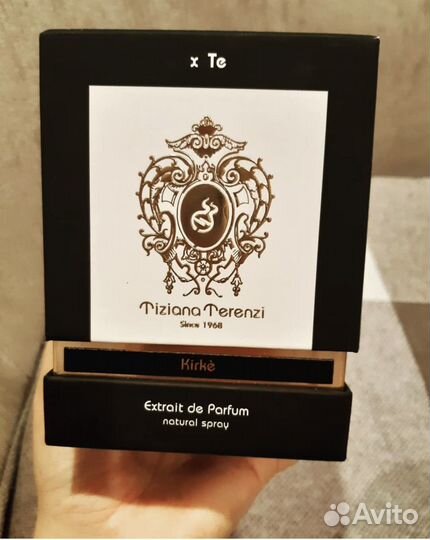 x Te
Tiziana Terenzi
Since 1968
Kirkè
Extrait de Parfum
natural spray
Avito